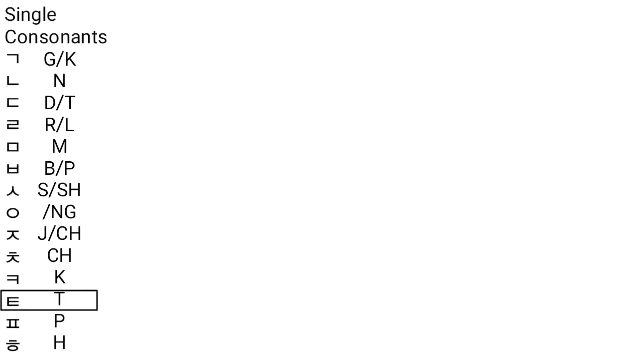 Single
Consonants
ㄱ G/K
ㄴ N
ㄷ D/T
ㄹ R/L
ㅁ M
ㅂ B/P
ㅅ S/SH
ㅇ /NG
ㅈ J/CH
ㅊ CH
ㅋ K
ㅌ T
ㅍ P
ㅎ H